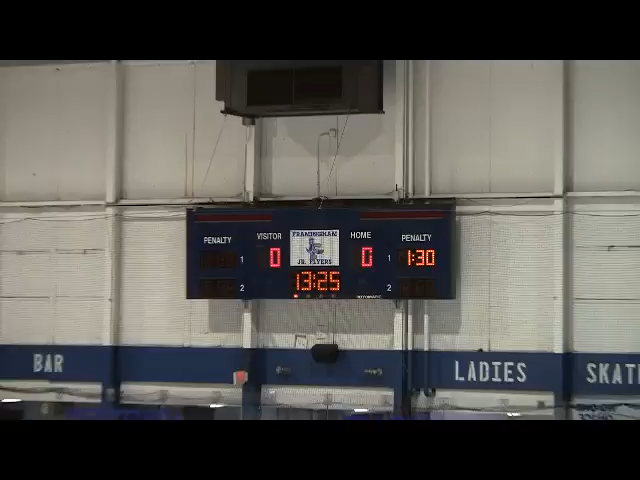 VISITOR
FRAMINGHAM
HOME
PENALTY
0
0
PENALTY
1
JR. FLYERS
1
1:30
13:25
2
2
BAR
LADIES
SKAT